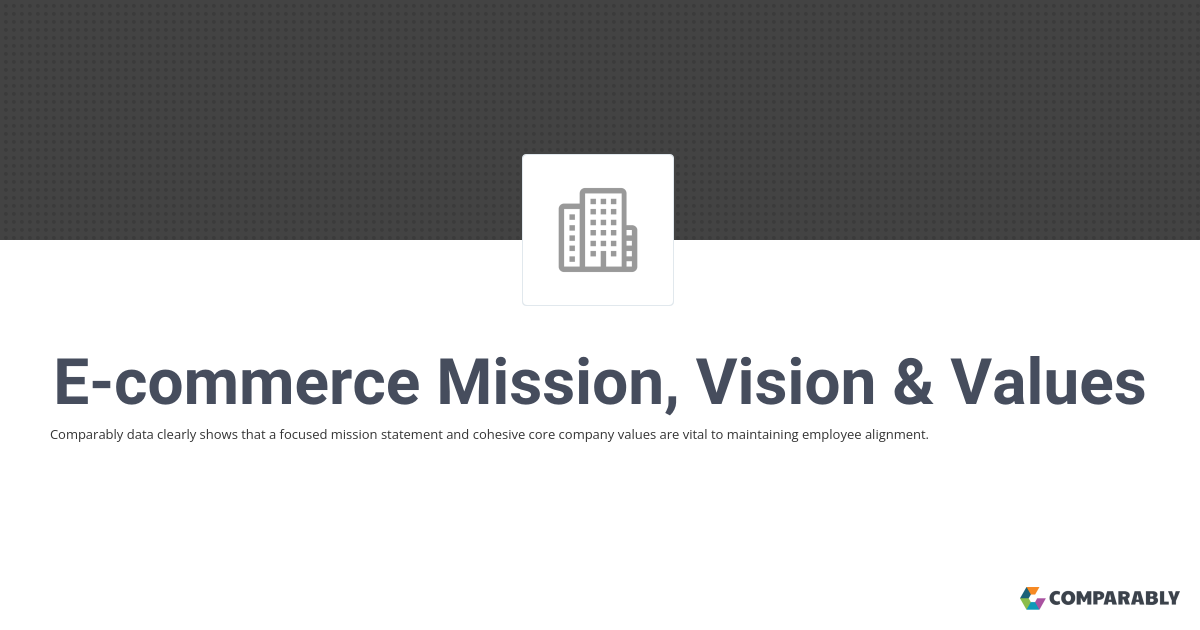 E-commerce Mission, Vision & Values
Comparably data clearly shows that a focused mission statement and cohesive core company values are vital to maintaining employee alignment.
COMPARABLY